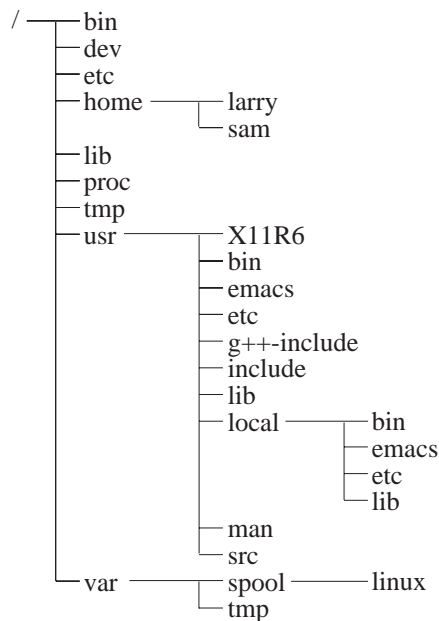 / bin
dev
etc
home larry
sam
lib
proc
tmp
usr X11R6
bin
emacs
etc
g++-include
include
lib
local bin
emacs
etc
lib
man
src
var spool linux
tmp